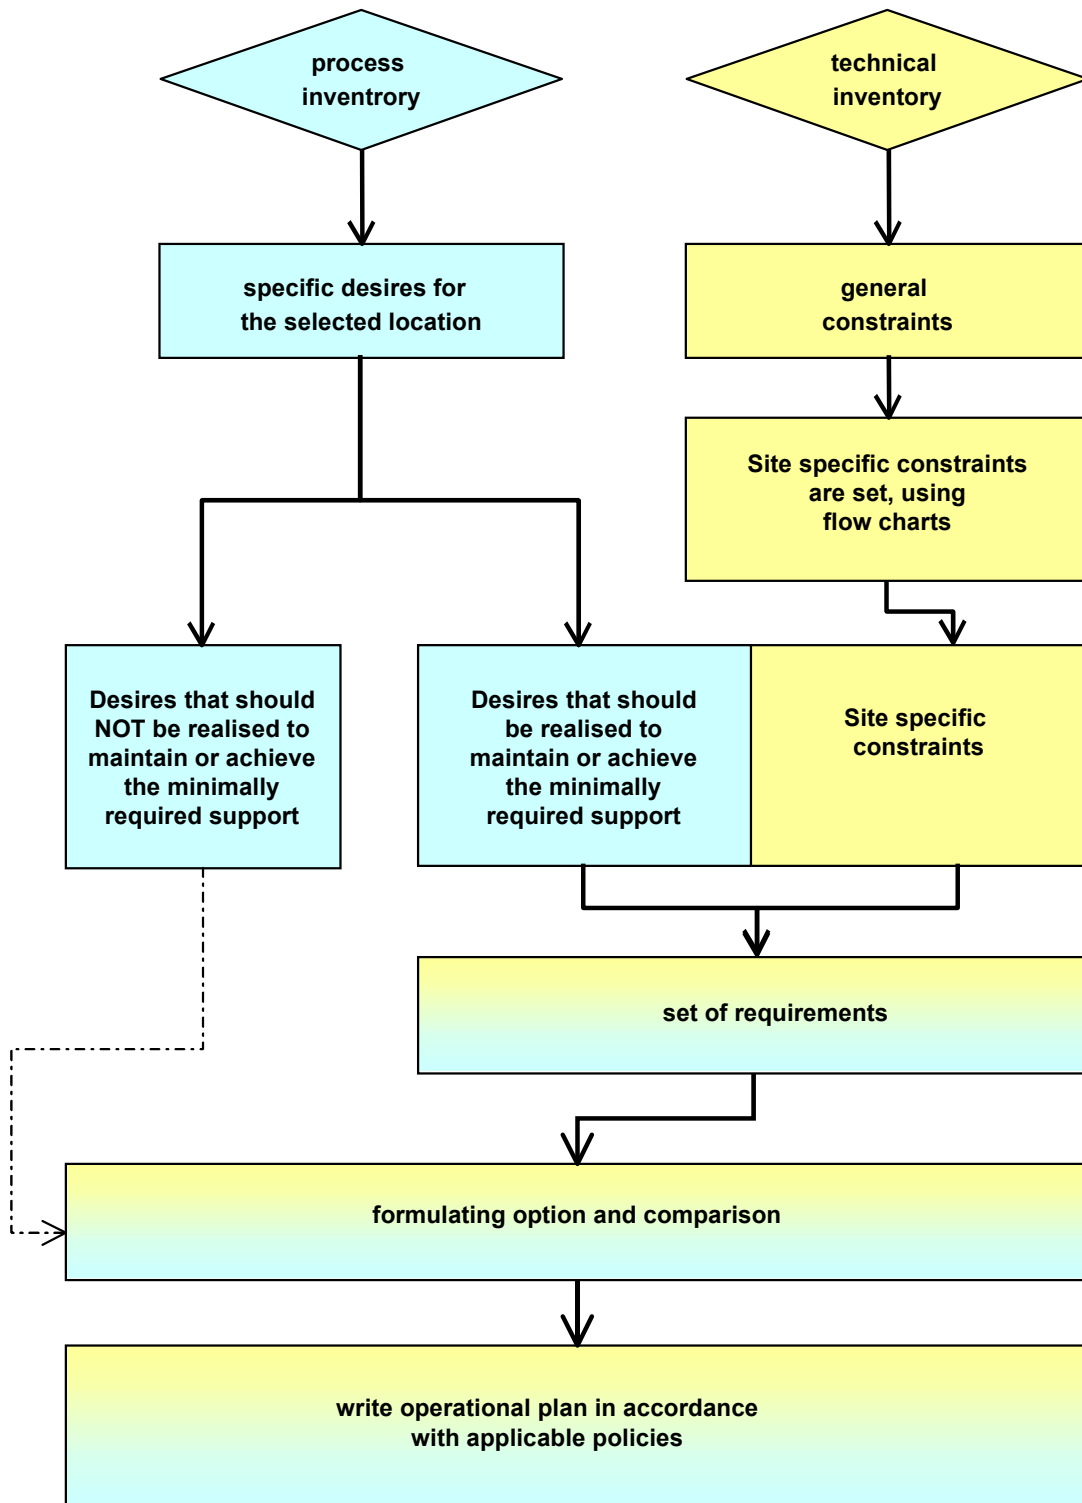 process
inventrory
technical
inventory
specific desires for
the selected location
general
constraints
Site specific constraints
are set, using
flow charts
Desires that should
NOT be realised to
maintain or achieve
the minimally
required support
Desires that should
be realised to
maintain or achieve
the minimally
required support
Site specific
constraints
set of requirements
formulating option and comparison
write operational plan in accordance
with applicable policies